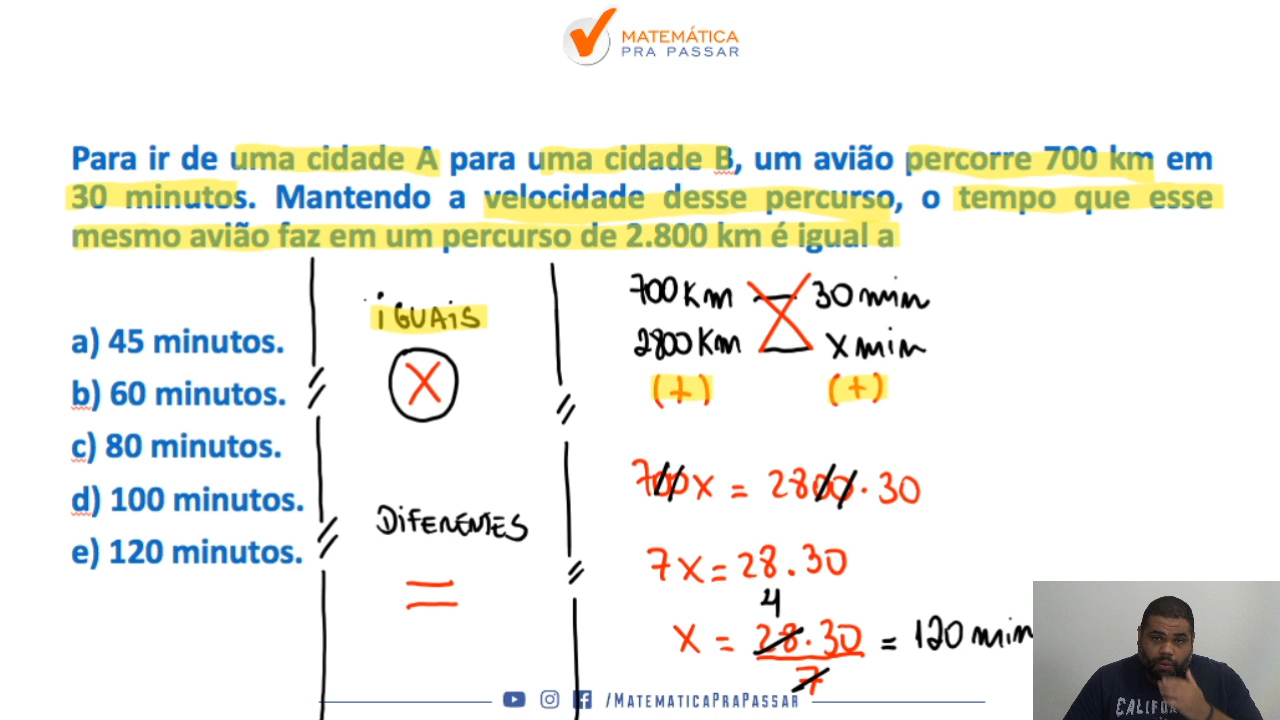 MATEMÁTICA
PRA PASSAR
Para ir de uma cidade A para uma cidade B, um avião percorre 700 km em
30 minutos. Mantendo a velocidade desse percurso, o tempo que esse
mesmo avião faz em um percurso de 2.800 km é igual a
a) 45 minutos.
b) 60 minutos.
c) 80 minutos.
d) 100 minutos.
e) 120 minutos.
iGUAiS
X
DiFERENTES
=
700 Km 30 min
2800 Km X min
(+) (+)
700 X = 2800 . 30
7 X = 28 . 30
4
X = 28 . 30 = 120 min
7
/MATEMATICAPRAPASSAR
CALIFOR